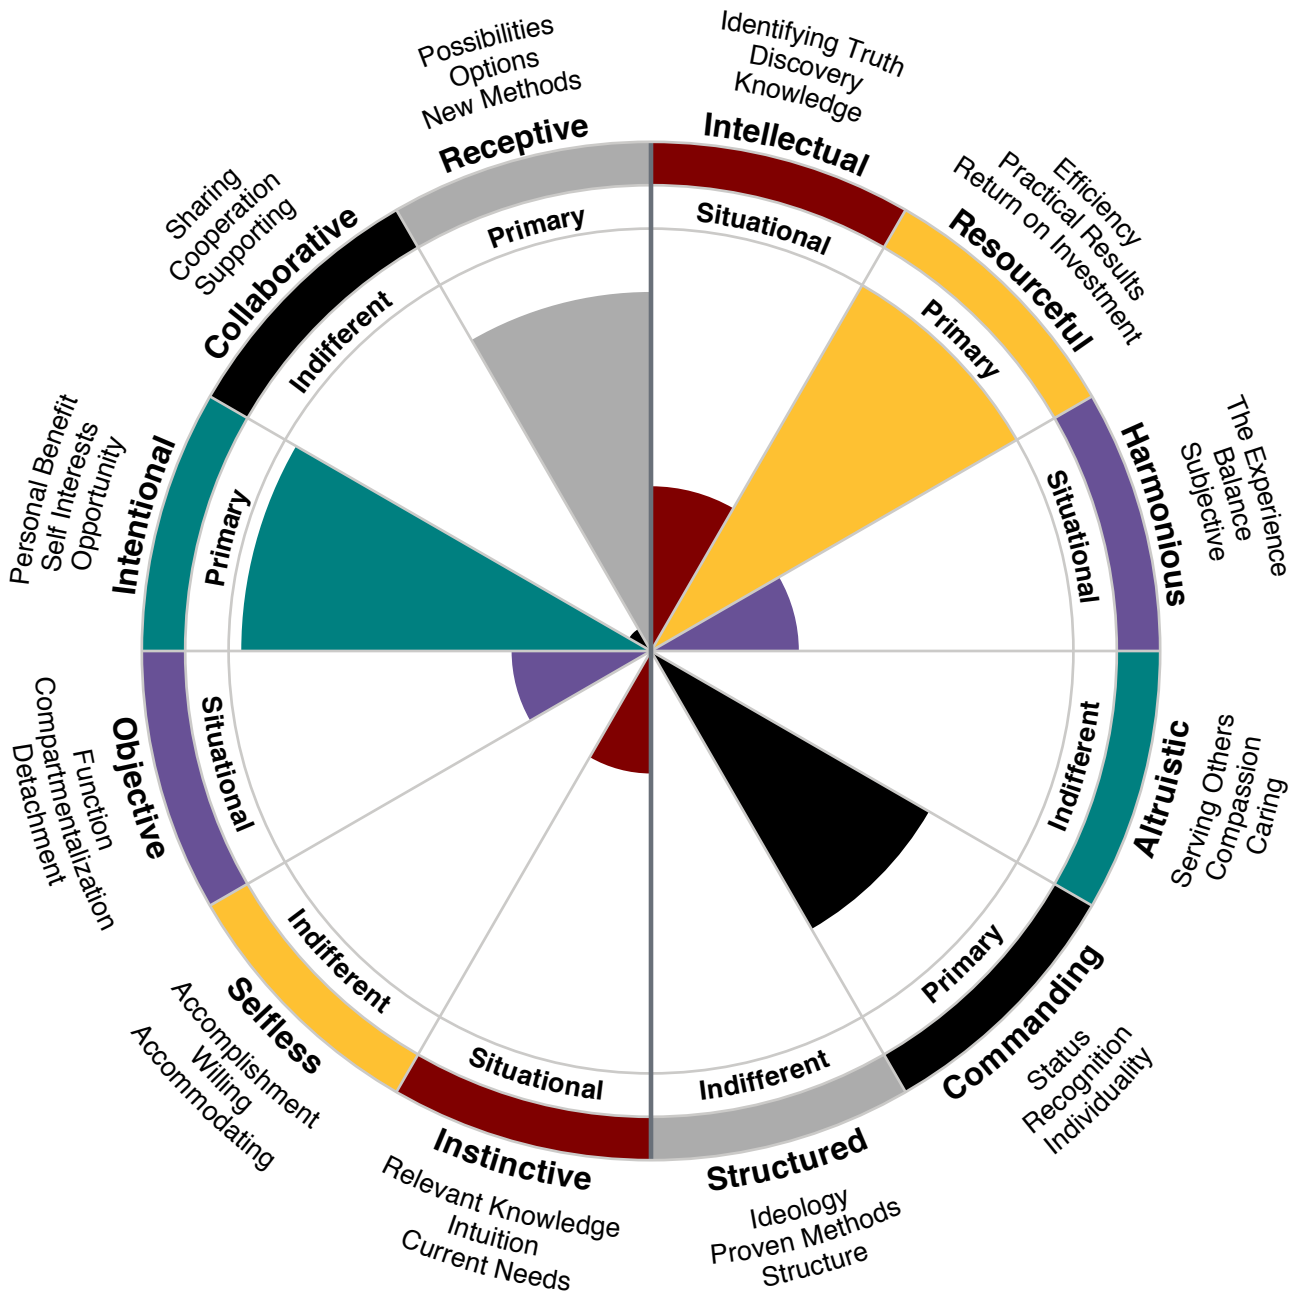 Identifying Truth
Discovery
Knowledge
Intellectual
Situational
Efficiency
Practical Results
Return on Investment
Resourceful
Primary
The Experience
Balance
Subjective
Harmonious
Situational
Altruistic
Serving Others
Compassion
Caring
Indifferent
Commanding
Status
Recognition
Individuality
Primary
Indifferent
Structured
Ideology
Proven Methods
Structure
Situational
Instinctive
Relevant Knowledge
Intuition
Current Needs
Indifferent
Selfless
Accomplishment
Willing
Accommodating
Situational
Objective
Function
Compartmentalization
Detachment
Personal Benefit
Self Interests
Opportunity
Intentional
Primary
Sharing
Cooperation
Supporting
Collaborative
Indifferent
Possibilities
Options
New Methods
Receptive
Primary